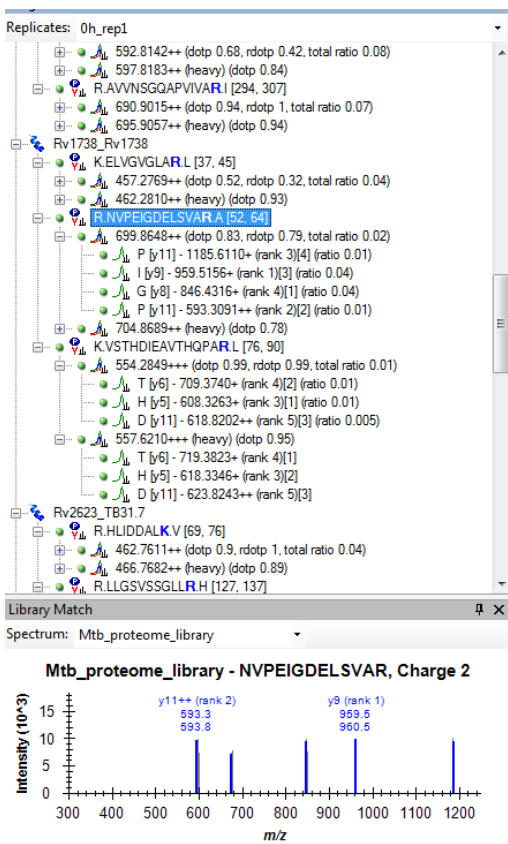 Replicates: 0h_rep1
592.8142++ (dotp 0.68, rdotp 0.42, total ratio 0.08)
597.8183++ (heavy) (dotp 0.84)
R.AVVNSGQAPVIVAR.I [294, 307]
690.9015++ (dotp 0.94, rdotp 1, total ratio 0.07)
695.9057++ (heavy) (dotp 0.94)
Rv1738_Rv1738
K.ELVGVGLAR.L [37, 45]
457.2769++ (dotp 0.52, rdotp 0.32, total ratio 0.04)
462.2810++ (heavy) (dotp 0.93)
R.NVPEIGDELSVAR.A [52, 64]
699.8648++ (dotp 0.83, rdotp 0.79, total ratio 0.02)
P [y11] - 1185.6110+ (rank 3)[4] (ratio 0.01)
I [y9] - 959.5156+ (rank 1)[3] (ratio 0.04)
G [y8] - 846.4316+ (rank 4)[1] (ratio 0.04)
P [y11] - 593.3091++ (rank 2)[2] (ratio 0.01)
704.8689++ (heavy) (dotp 0.78)
K.VSTHDIEAVTHQPAR.L [76, 90]
554.2849+++ (dotp 0.99, rdotp 0.99, total ratio 0.01)
T [y6] - 709.3740+ (rank 4)[2] (ratio 0.01)
H [y5] - 608.3263+ (rank 3)[1] (ratio 0.01)
D [y11] - 618.8202++ (rank 5)[3] (ratio 0.005)
557.6210+++ (heavy) (dotp 0.95)
T [y6] - 719.3823+ (rank 4)[1]
H [y5] - 618.3346+ (rank 3)[2]
D [y11] - 623.8243++ (rank 5)[3]
Rv2623_TB31.7
R.HLIDDALK.V [69, 76]
462.7611++ (dotp 0.9, rdotp 1, total ratio 0.04)
466.7682++ (heavy) (dotp 0.89)
R.LLGSVSSGLLR.H [127, 137]
Library Match
Spectrum: Mtb_proteome_library
Mtb_proteome_library - NVPEIGDELSVAR, Charge 2
y11++ (rank 2)
593.3
593.8
y9 (rank 1)
959.5
960.5
Intensity (10^3)
15
10
5
0
300 400 500 600 700 800 900 1000 1100 1200
m/z